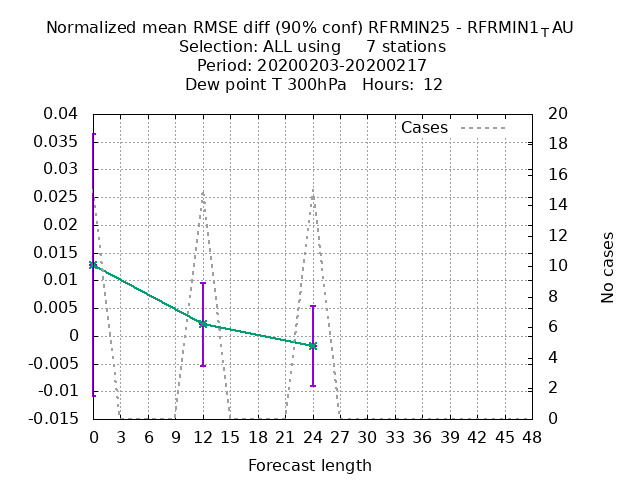 Normalized mean RMSE diff (90% conf) RFRMIN25 - RFRMIN1TAU
Selection: ALL using 7 stations
Period: 20200203-20200217
Dew point T 300hPa Hours: 12
Cases
0.04
0.035
0.03
0.025
0.02
0.015
0.01
0.005
0
-0.005
-0.01
-0.015
20
18
16
14
12
10
8
6
4
2
0
No cases
0 3 6 9 12 15 18 21 24 27 30 33 36 39 42 45 48
Forecast length